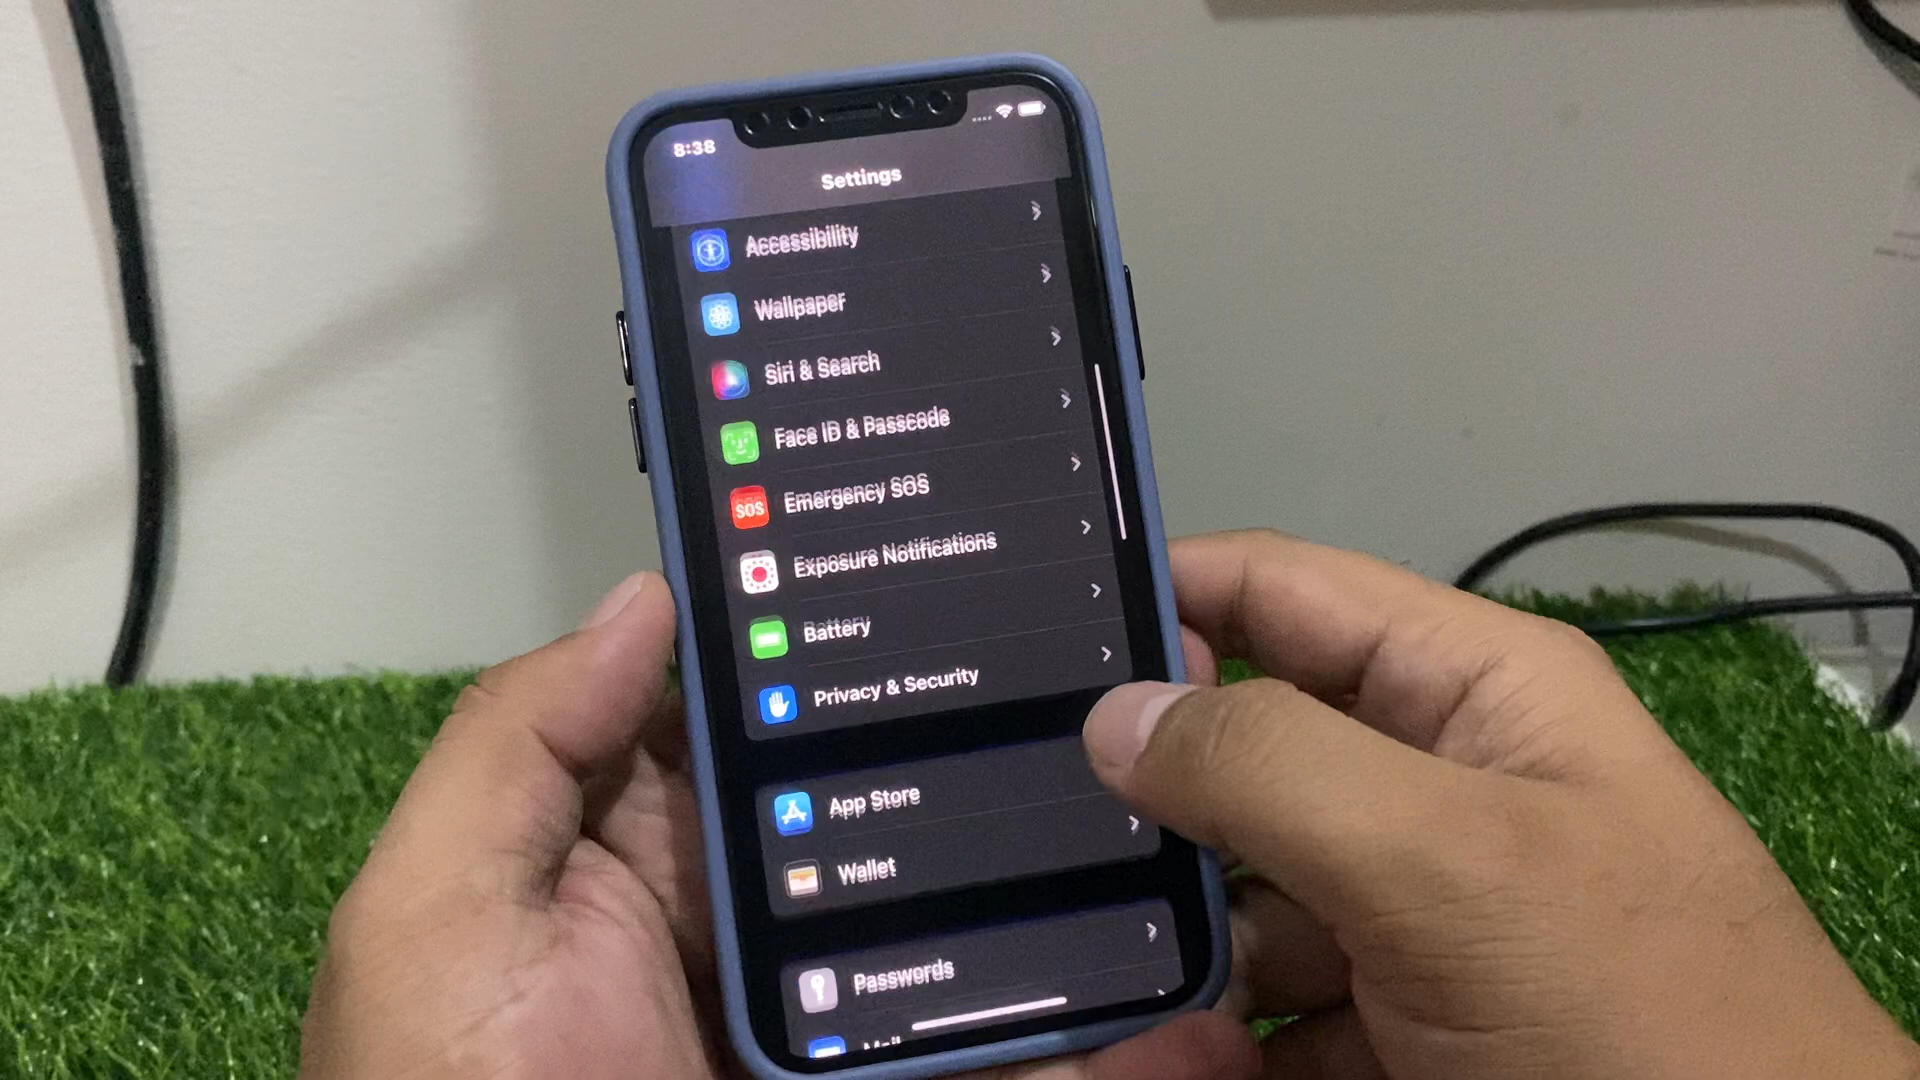 8:38
Settings
Accessibility
Wallpaper
Siri & Search
Face ID & Passcode
SOS
Emergency SOS
Exposure Notifications
Battery
Privacy & Security
App Store
Wallet
Passwords
Mail